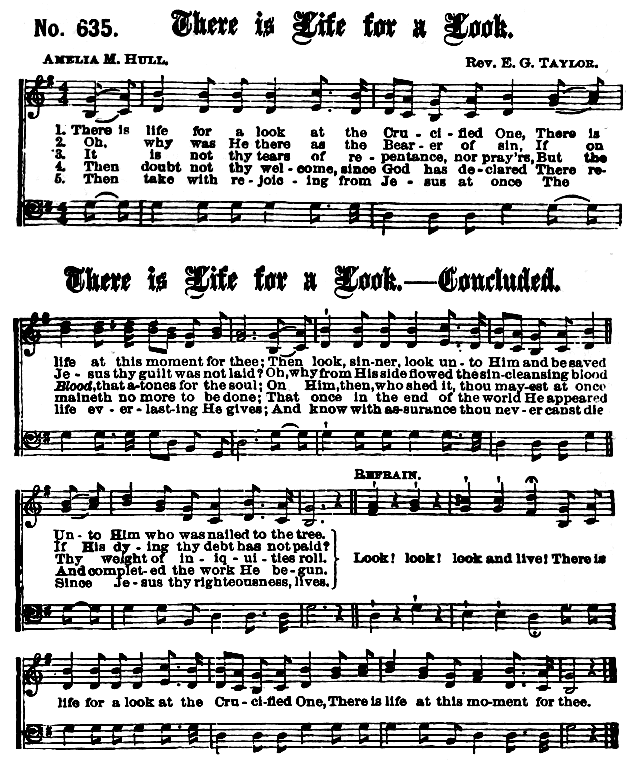 No. 635. There is Life for a Look.
AMELIA M. HULL. Rev. E. G. TAYLOR.
1. There is life for a look at the Cru - ci - fied One, There is
2. Oh, why was He there as the Bear - er of sin, If on
3. It is not thy tears of re - pentance, nor pray'rs, But the
4. Then doubt not thy wel - come, since God has de - clared There re-
5. Then take with re - joic - ing from Je - sus at once The
There is Life for a Look.—Concluded.
life at this moment for thee; Then look, sin-ner, look un - to Him and be saved
Je - sus thy guilt was not laid? Oh, why from His side flowed the sin-cleansing blood
Blood, that a-tones for the soul; On Him, then, who shed it, thou may-est at once
maineth no more to be done; That once in the end of the world He appeared
life ev - er - last-ing He gives; And know with as-surance thou nev - er canst die
REFRAIN.
Un - to Him who was nailed to the tree.
If His dy - ing thy debt has not paid?
Thy weight of in - iq - ui - ties roll.
And complet-ed the work He be - gun.
Since Je - sus thy righteousness, lives.
Look! look! look and live! There is
life for a look at the Cru - ci-fied One, There is life at this mo-ment for thee.